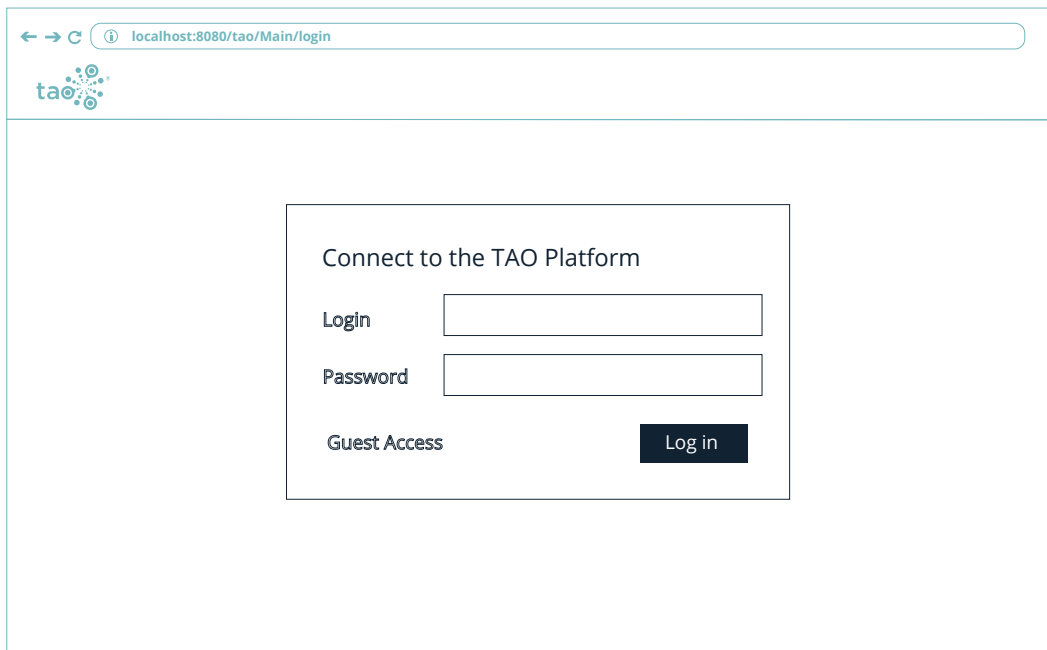 localhost:8080/tao/Main/login
tao
Connect to the TAO Platform
Login
Password
Guest Access
Log in